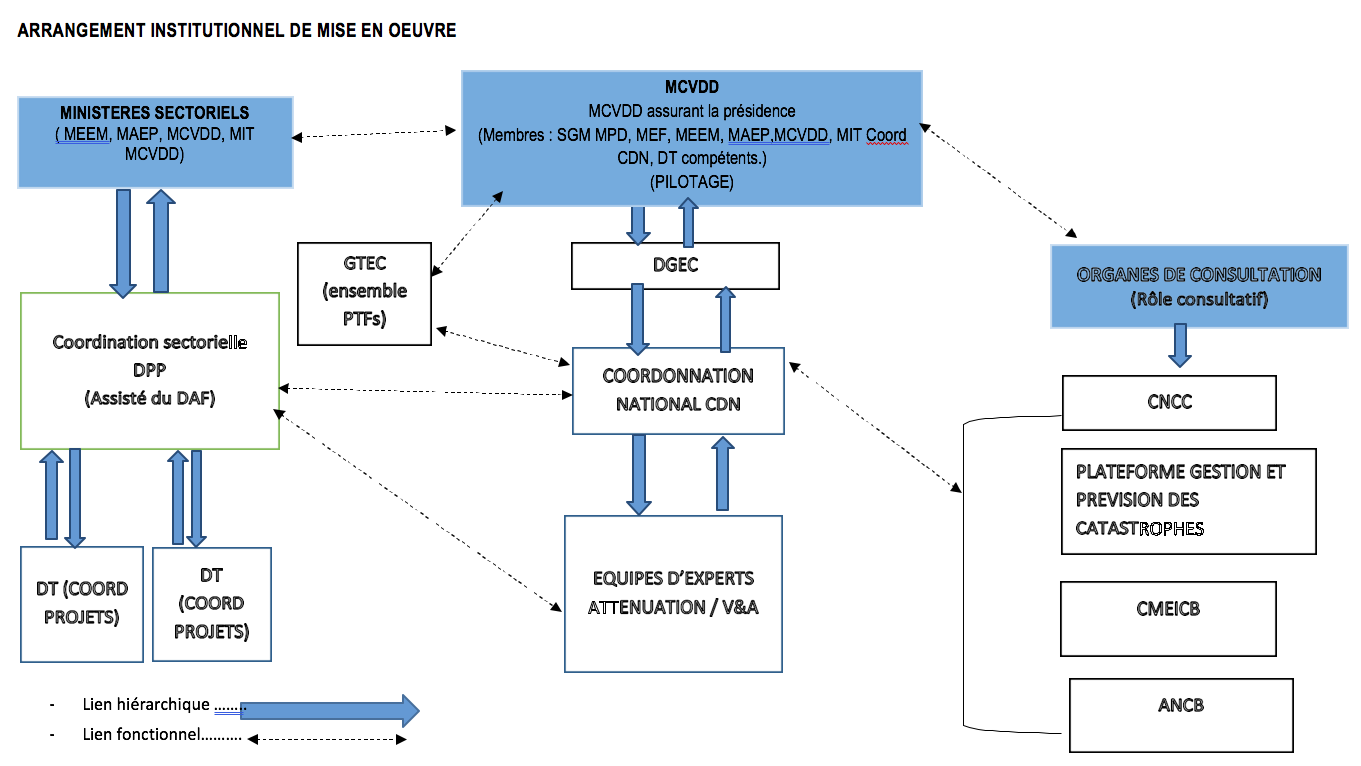 ARRANGEMENT INSTITUTIONNEL DE MISE EN OEUVRE
MINISTERES SECTORIELS
( MEEM, MAEP, MCVDD, MIT
MCVDD)
MCVDD
MCVDD assurant la présidence
(Membres : SGM MPD, MEF, MEEM, MAEP,MCVDD, MIT Coord
CDN, DT compétents.)
(PILOTAGE)
GTEC
(ensemble
PTFs)
DGEC
ORGANES DE CONSULTATION
(Rôle consultatif)
Coordination sectorielle
DPP
(Assisté du DAF)
COORDONNATION
NATIONAL CDN
CNCC
PLATEFORME GESTION ET
PREVISION DES
CATASTROPHES
DT (COORD
PROJETS)
DT
(COORD
PROJETS)
EQUIPES D’EXPERTS
ATTENUATION / V&A
CMEICB
ANCB
- Lien hiérarchique ........
- Lien fonctionnel..........